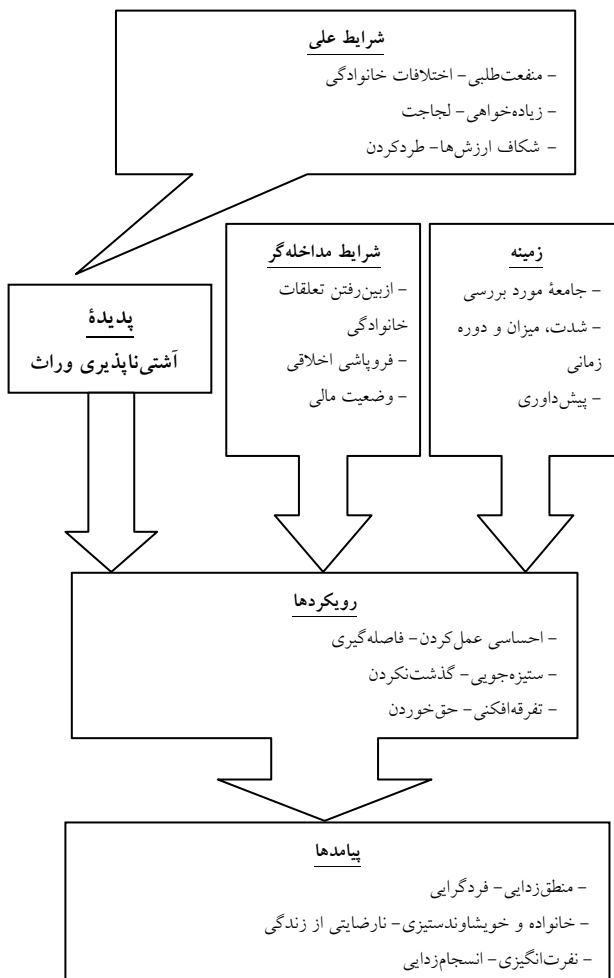 شرایط علی
- منفعت‌طلبی- اختلافات خانوادگی
- زیاده‌خواهی- لجاجت
- شکاف ارزش‌ها- طردکردن
زمینه
- جامعۀ مورد بررسی
- شدت، میزان و دوره
زمانی
- پیش‌داوری
شرایط مداخله‌گر
- ازبین‌رفتن تعلقات
خانوادگی
- فروپاشی اخلاقی
- وضعیت مالی
پدیدۀ
آشتی‌ناپذیری وراث
رویکردها
- احساسی عمل‌کردن- فاصله‌گیری
- ستیزه‌جویی- گذشت‌نکردن
- تفرقه‌افکنی- حق‌خوردن
پیامدها
- منطق‌زدایی- فردگرایی
- خانواده و خویشاوندستیزی- نارضایتی از زندگی
- نفرت‌انگیزی- انسجام‌زدایی